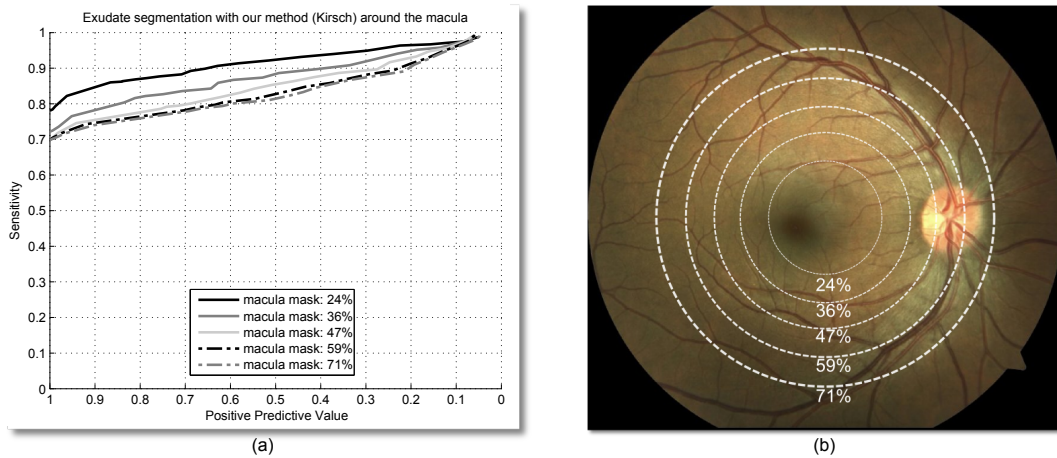 Exudate segmentation with our method (Kirsch) around the macula
1
0.9
0.8
0.7
0.6
0.5
0.4
0.3
0.2
0.1
0
Sensitivity
macula mask: 24%
macula mask: 36%
macula mask: 47%
macula mask: 59%
macula mask: 71%
1 0.9 0.8 0.7 0.6 0.5 0.4 0.3 0.2 0.1 0
Positive Predictive Value
(a)
24%
36%
47%
59%
71%
(b)